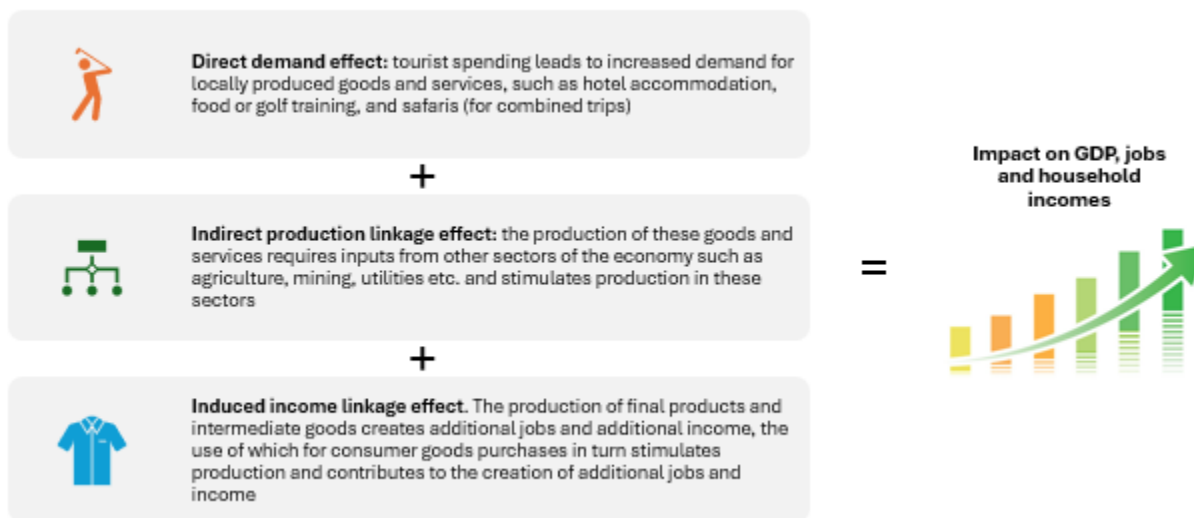 Direct demand effect: tourist spending leads to increased demand for
locally produced goods and services, such as hotel accommodation,
food or golf training, and safaris (for combined trips)
+
Indirect production linkage effect: the production of these goods and
services requires inputs from other sectors of the economy such as
agriculture, mining, utilities etc. and stimulates production in these
sectors
+
Induced income linkage effect. The production of final products and
intermediate goods creates additional jobs and additional income, the
use of which for consumer goods purchases in turn stimulates
production and contributes to the creation of additional jobs and
income
=
Impact on GDP, jobs
and household
incomes